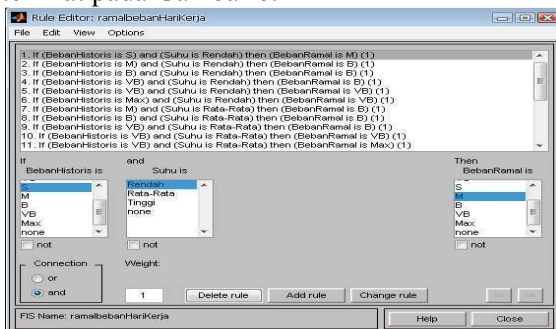 Rule Editor: ramalbebanHariKerja
File Edit View Options
1. If (BebanHistoris is S) and (Suhu is Rendah) then (BebanRamal is M) (1)
2. If (BebanHistoris is M) and (Suhu is Rendah) then (BebanRamal is B) (1)
3. If (BebanHistoris is B) and (Suhu is Rendah) then (BebanRamal is B) (1)
4. If (BebanHistoris is VB) and (Suhu is Rendah) then (BebanRamal is B) (1)
5. If (BebanHistoris is VB) and (Suhu is Rendah) then (BebanRamal is VB) (1)
6. If (BebanHistoris is Max) and (Suhu is Rendah) then (BebanRamal is VB) (1)
7. If (BebanHistoris is M) and (Suhu is Rata-Rata) then (BebanRamal is B) (1)
8. If (BebanHistoris is B) and (Suhu is Rata-Rata) then (BebanRamal is B) (1)
9. If (BebanHistoris is VB) and (Suhu is Rata-Rata) then (BebanRamal is B) (1)
10. If (BebanHistoris is VB) and (Suhu is Rata-Rata) then (BebanRamal is VB) (1)
11. If (BebanHistoris is VB) and (Suhu is Rata-Rata) then (BebanRamal is Max) (1)
If and Then
BebanHistoris is Suhu is BebanRamal is
S
M
B
VB
Max
none
Rendah
Rata-Rata
Tinggi
none
S
M
B
VB
Max
none
not not not
Connection Weight:
or
and 1 Delete rule Add rule Change rule << >>
FIS Name: ramalbebanHariKerja Help Close